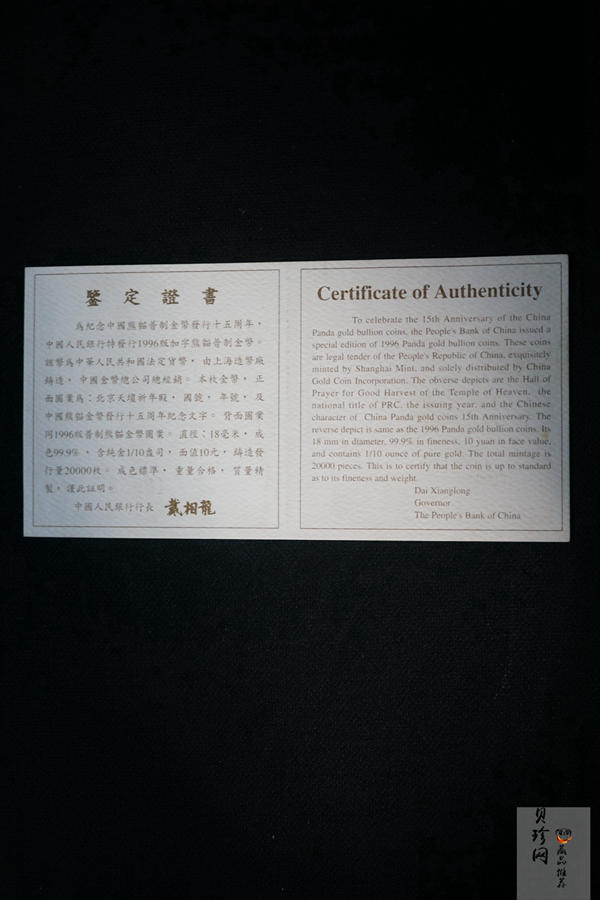 鑒定證書
為紀念中國熊貓普制金幣發行十五周年，
中國人民銀行特發行1996版加字熊貓普制金幣。
該幣為中華人民共和國法定貨幣， 由上海造幣廠
鑄造， 中國金幣總公司總經銷。 本枚金幣， 正
面圖案為：北京天壇祈年殿， 國號， 年號， 及
中國熊貓金幣發行十五周年紀念文字。 背面圖案
同1996版普制熊貓金幣圖案。 直徑：18毫米， 成
色99.9%， 含純金1/10盎司， 面值10元， 鑄造發
行量20000枚。 成色標準， 重量合格， 質量精
製， 謹此証明。
中國人民銀行行長 戴相龍
Certificate of Authenticity
To celebrate the 15th Anniversary of the China
Panda gold bullion coins, the People's Bank of China issued a
special edition of 1996 Panda gold bullion coins. These coins
are legal tender of the People's Republic of China, exquisitely
minted by Shanghai Mint, and solely distributed by China
Gold Coin Incorporation. The obverse depicts are the Hall of
Prayer for Good Harvest of the Temple of Heaven, the
national title of PRC, the issuing year, and the Chinese
character of China Panda gold coins 15th Anniversary. The
reverse depict is same as the 1996 Panda gold bullion coins. Its
18 mm in diameter, 99.9% in fineness, 10 yuan in face value,
and contains 1/10 ounce of pure gold. The total mintage is
20000 pieces. This is to certify that the coin is up to standard
as to its fineness and weight.
Dai Xianglong
Governor
The People's Bank of China
贝珍网
藏品推荐